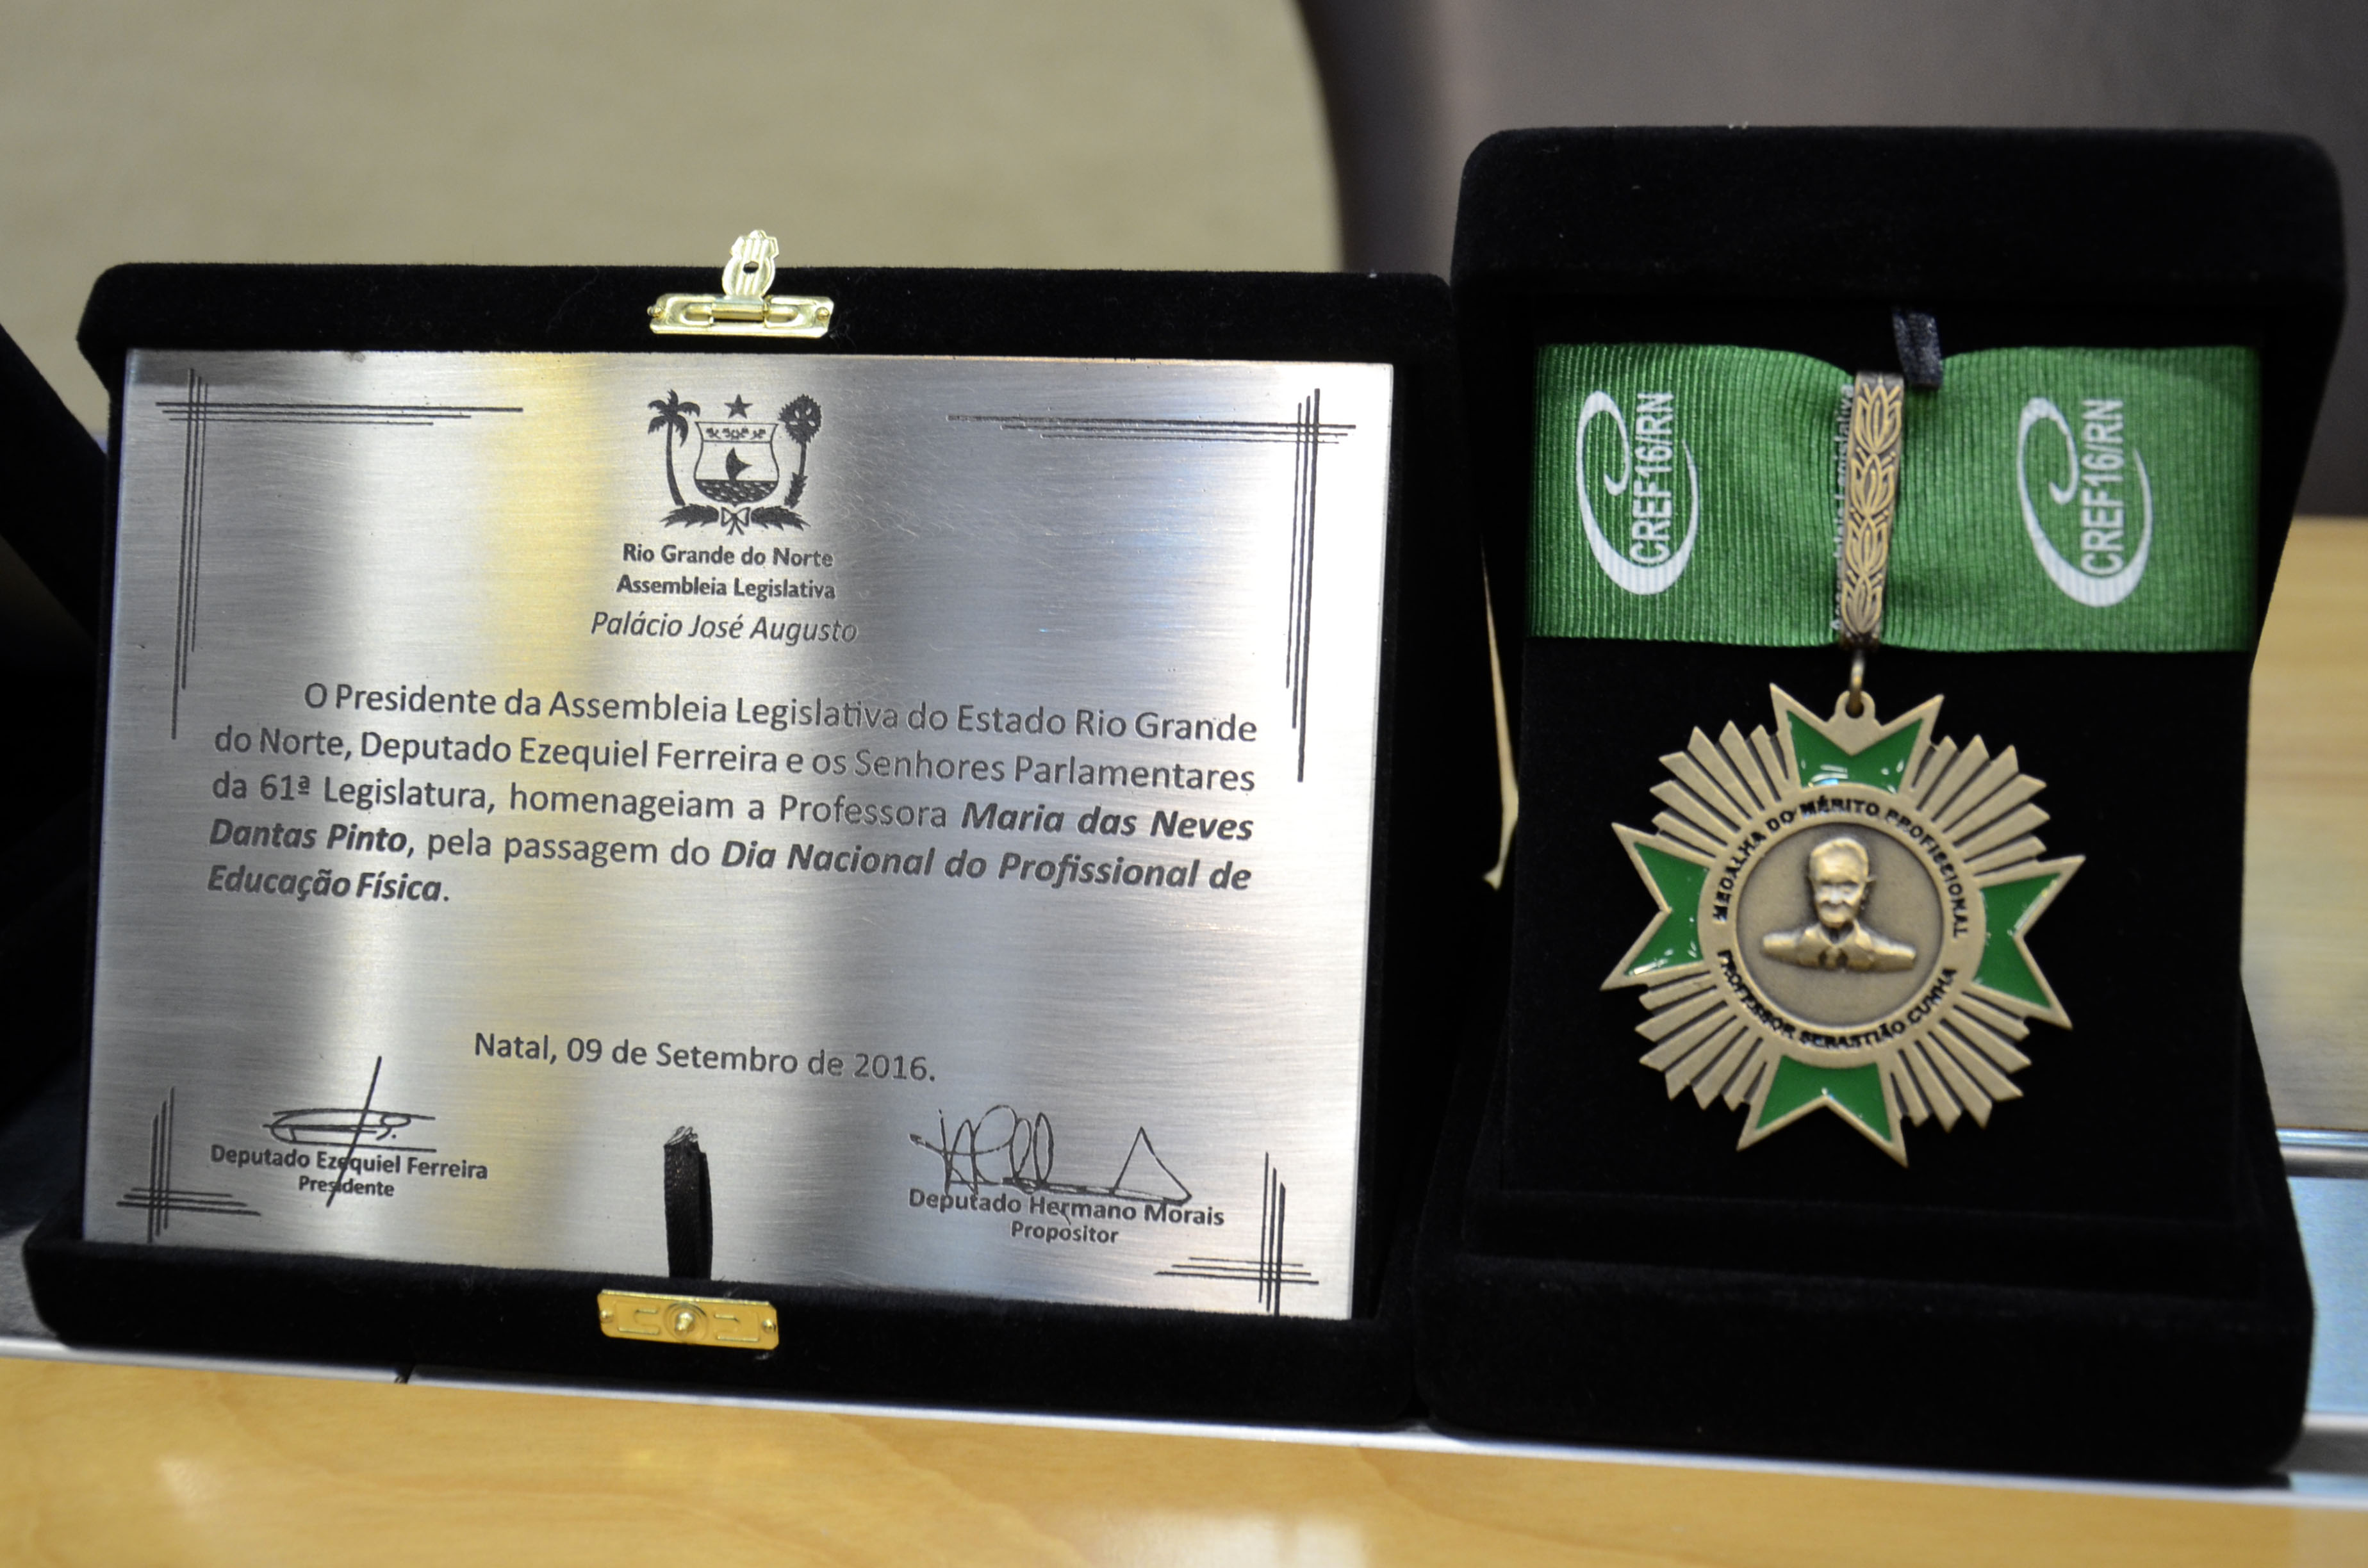 Rio Grande do Norte
Assembleia Legislativa
Palácio José Augusto
O Presidente da Assembleia Legislativa do Estado Rio Grande
do Norte, Deputado Ezequiel Ferreira e os Senhores Parlamentares
da 61ª Legislatura, homenageiam a Professora Maria das Neves
Dantas Pinto, pela passagem do Dia Nacional do Profissional de
Educação Física.
Natal, 09 de Setembro de 2016.
Deputado Ezequiel Ferreira
Presidente
Deputado Hermano Morais
Propositor
CREF16/RN
CREF16/RN
MEDALHA DO MÉRITO PROFISSIONAL
PROFESSOR SEBASTIÃO CUNHA